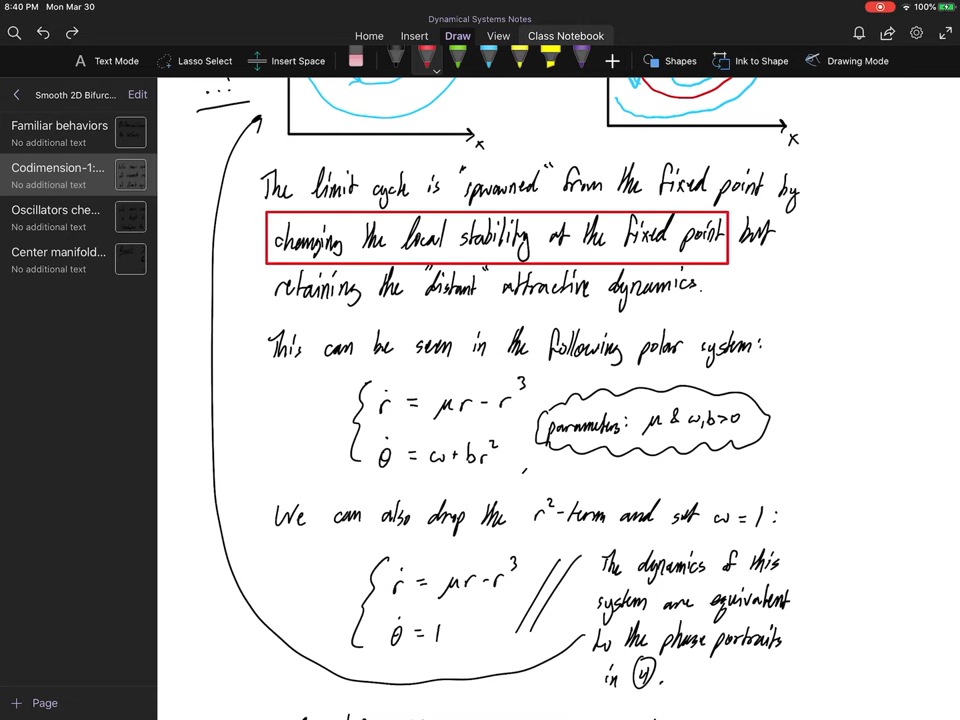 8:40 PM Mon Mar 30
100%
Dynamical Systems Notes
Home Insert Draw View Class Notebook
Text Mode Lasso Select Insert Space Shapes Ink to Shape Drawing Mode
Smooth 2D Bifurc... Edit
Familiar behaviors
No additional text
Codimension-1:...
No additional text
Oscillators che...
No additional text
Center manifold...
No additional text
Page
...
x
x
The limit cycle is "spawned" from the fixed point by
changing the local stability at the fixed point but
retaining the "distant" attractive dynamics.
This can be seen in the following polar system:
ṙ = μr - r³
θ̇ = ω + br²,
parameters: μ & ω,b>0
We can also drop the r²-term and set ω = 1:
ṙ = μr - r³
θ̇ = 1
The dynamics of this
system are equivalent
to the phase portraits
in 4.